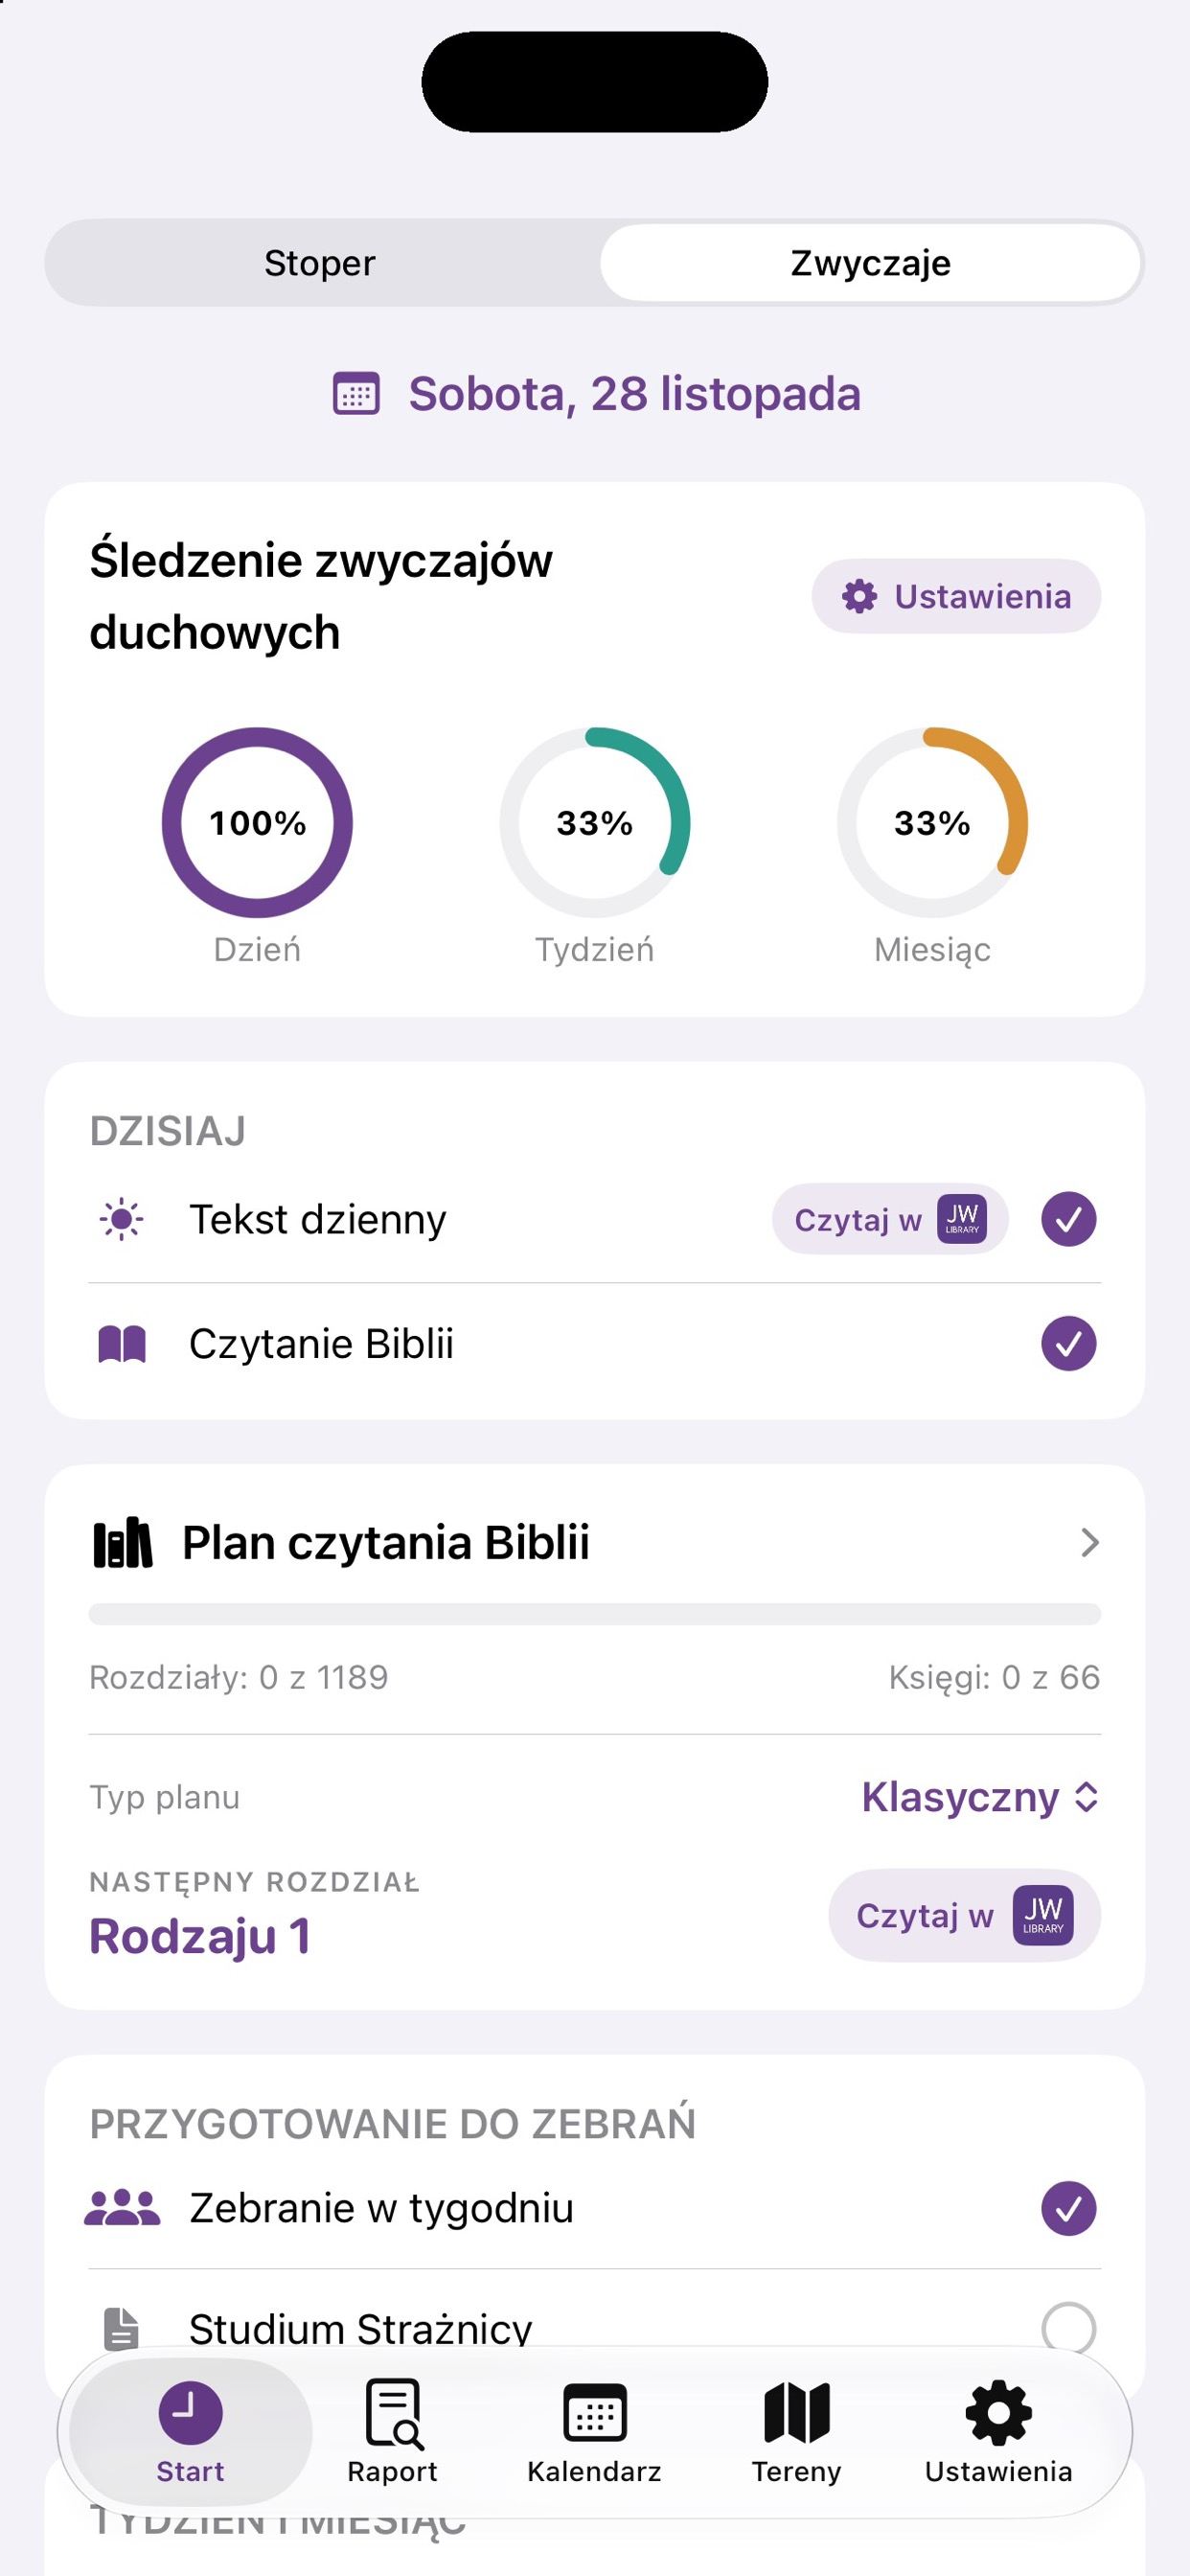 Stoper
Zwyczaje
Sobota, 28 listopada
Śledzenie zwyczajów
duchowych
Ustawienia
100%
33%
33%
Dzień
Tydzień
Miesiąc
DZISIAJ
Tekst dzienny
Czytaj w
JW
LIBRARY
Czytanie Biblii
Plan czytania Biblii
Rozdziały: 0 z 1189
Księgi: 0 z 66
Typ planu
Klasyczny
NASTĘPNY ROZDZIAŁ
Rodzaju 1
Czytaj w
JW
LIBRARY
PRZYGOTOWANIE DO ZEBRAŃ
Zebranie w tygodniu
Studium Strażnicy
Start
Raport
Kalendarz
Tereny
Ustawienia
TYDZIEŃ I MIESIĄC